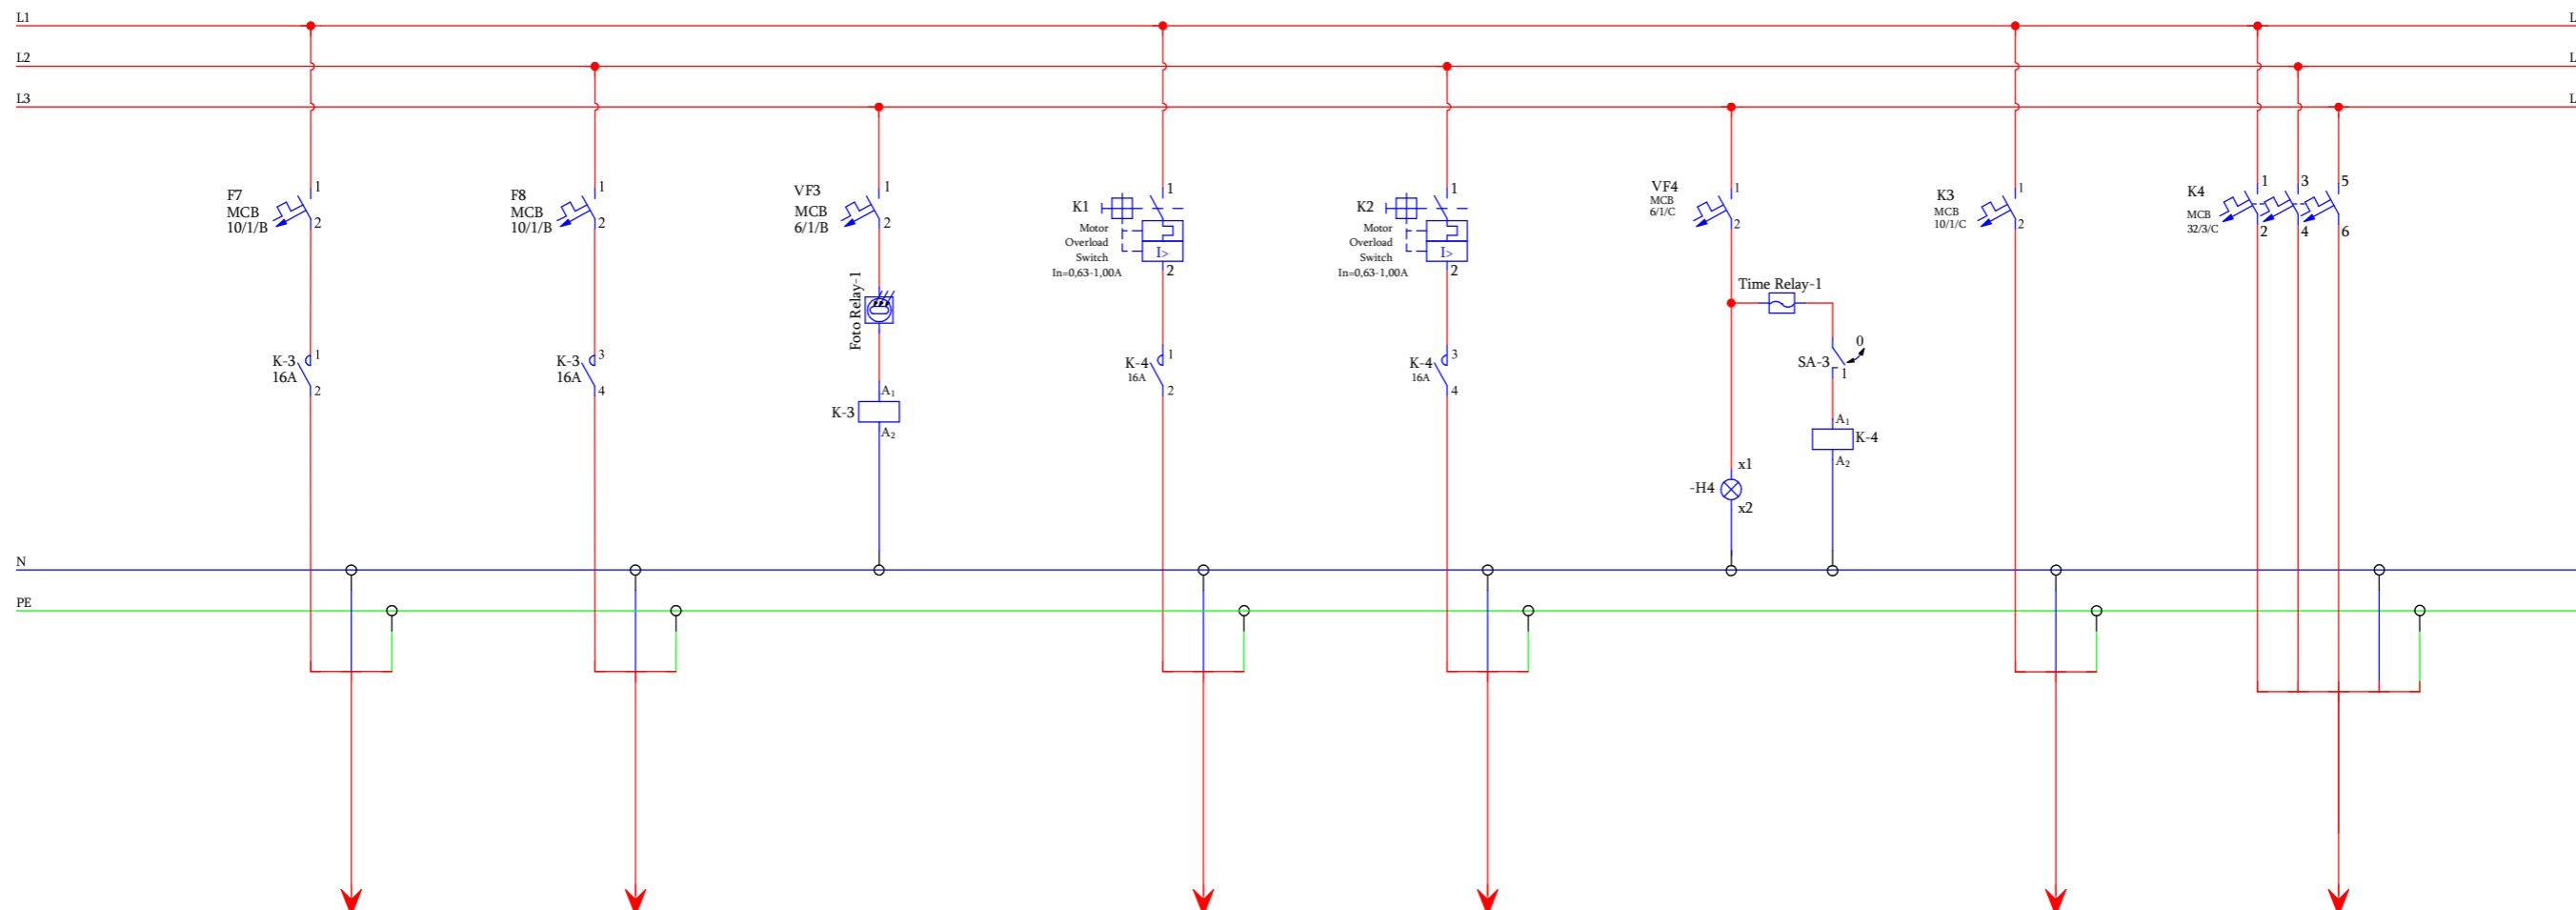 L1
L
L2
L
L3
L
F7
MCB
10/1/B
1
2
F8
MCB
10/1/B
1
2
VF3
MCB
6/1/B
1
2
K1
Motor
Overload
Switch
In=0,63-1,00A
1
I>
2
K2
Motor
Overload
Switch
In=0,63-1,00A
1
I>
2
VF4
MCB
6/1/C
1
2
K3
MCB
10/1/C
1
2
K4
MCB
32/3/C
1
3
5
2
4
6
Foto Relay-1
Time Relay-1
K-3
16A
1
2
K-3
16A
3
4
A1
K-3
A2
K-4
16A
1
2
K-4
16A
3
4
SA-3
0
1
A1
K-4
A2
x1
-H4
x2
N
PE